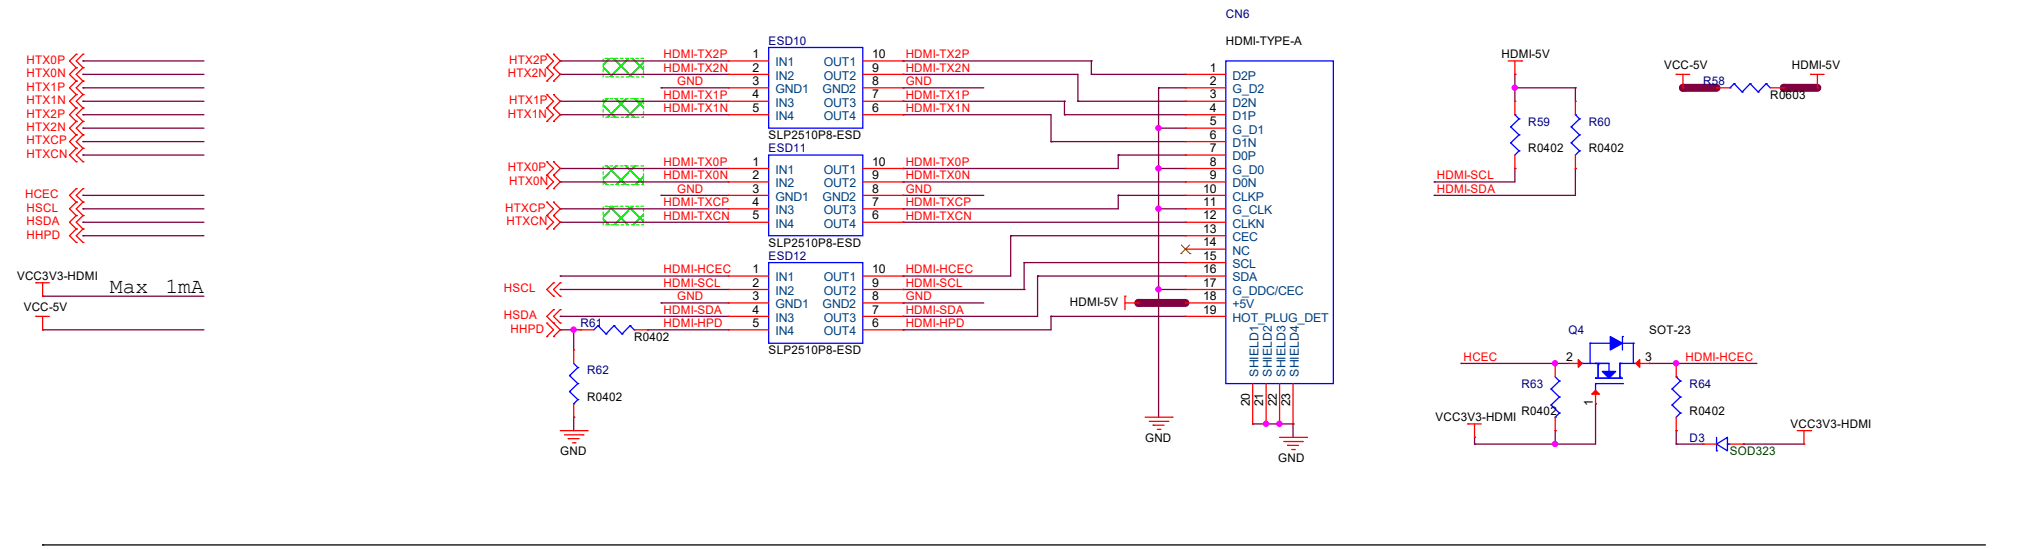 CN6
HDMI-TYPE-A
HTX0P
HTX0N
HTX1P
HTX1N
HTX2P
HTX2N
HTXCP
HTXCN
HCEC
HSCL
HSDA
HHPD
VCC3V3-HDMI
Max 1mA
VCC-5V
HTX2P
HTX2N
HTX1P
HTX1N
HTX0P
HTX0N
HTXCP
HTXCN
HSCL
HSDA
HHPD
R61
R0402
R62
R0402
GND
ESD10
HDMI-TX2P 1 IN1 OUT1 10 HDMI-TX2P
HDMI-TX2N 2 IN2 OUT2 9 HDMI-TX2N
GND 3 GND1 GND2 8 GND
HDMI-TX1P 4 IN3 OUT3 7 HDMI-TX1P
HDMI-TX1N 5 IN4 OUT4 6 HDMI-TX1N
SLP2510P8-ESD
ESD11
HDMI-TX0P 1 IN1 OUT1 10 HDMI-TX0P
HDMI-TX0N 2 IN2 OUT2 9 HDMI-TX0N
GND 3 GND1 GND2 8 GND
HDMI-TXCP 4 IN3 OUT3 7 HDMI-TXCP
HDMI-TXCN 5 IN4 OUT4 6 HDMI-TXCN
SLP2510P8-ESD
ESD12
HDMI-HCEC 1 IN1 OUT1 10 HDMI-HCEC
HDMI-SCL 2 IN2 OUT2 9 HDMI-SCL
GND 3 GND1 GND2 8 GND
HDMI-SDA 4 IN3 OUT3 7 HDMI-SDA
HDMI-HPD 5 IN4 OUT4 6 HDMI-HPD
SLP2510P8-ESD
1 D2P
2 G_D2
3 D2N
4 D1P
5 G_D1
6 D1N
7 D0P
8 G_D0
9 D0N
10 CLKP
11 G_CLK
12 CLKN
13 CEC
14 NC
15 SCL
16 SDA
17 G_DDC/CEC
HDMI-5V 18 +5V
19 HOT_PLUG_DET
SHIELD1
SHIELD2
SHIELD3
SHIELD4
20
21
22
23
GND
GND
HDMI-5V
R59
R0402
R60
R0402
HDMI-SCL
HDMI-SDA
VCC-5V
R58
R0603
HDMI-5V
Q4
SOT-23
HCEC
2
3
1
HDMI-HCEC
R63
R0402
VCC3V3-HDMI
R64
R0402
D3
SOD323
VCC3V3-HDMI